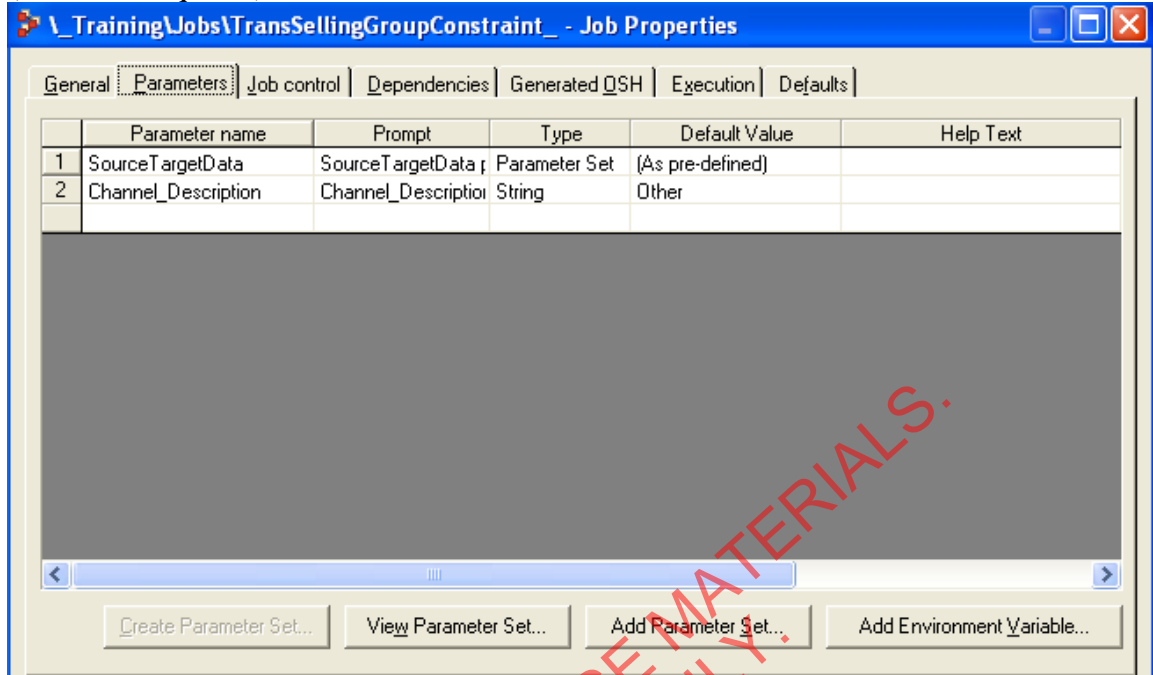 \_Training\Jobs\TransSellingGroupConstraint_ - Job Properties
General Parameters Job control Dependencies Generated OSH Execution Defaults
Parameter name Prompt Type Default Value Help Text
1 SourceTargetData SourceTargetData Parameter Set (As pre-defined)
2 Channel_Description Channel_Description String Other
Create Parameter Set... View Parameter Set... Add Parameter Set... Add Environment Variable...
MATERIALS.